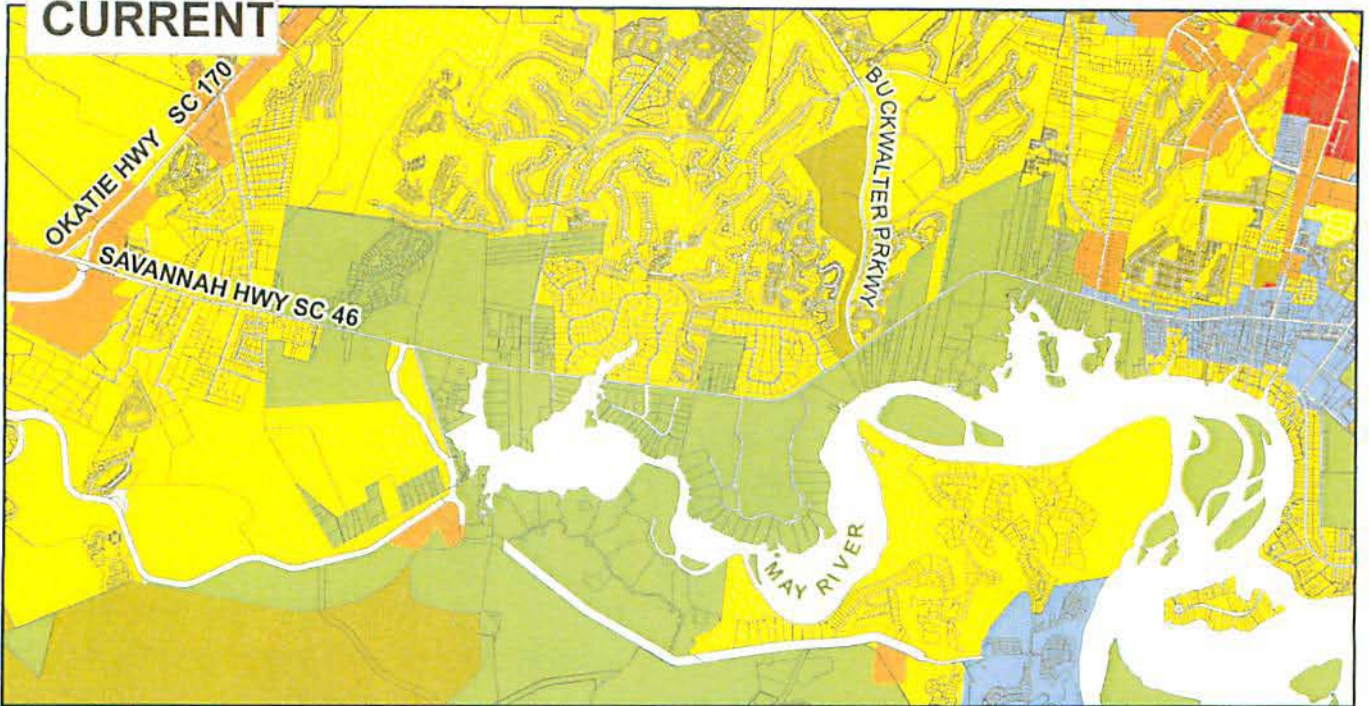 CURRENT
OKATIE HWY SC 170
SAVANNAH HWY SC 46
BUCKWALTER PRKWY
MAY RIVER